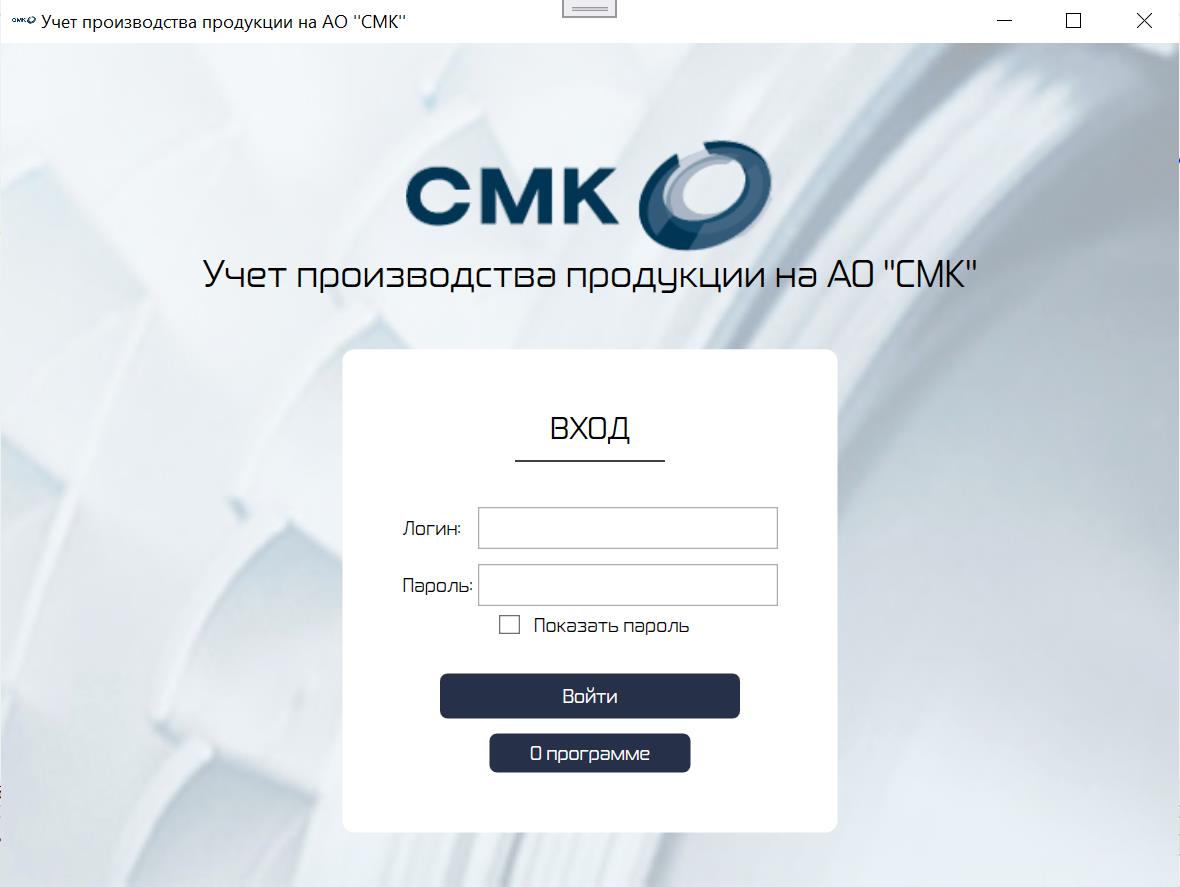 СМК Учет производства продукции на АО "СМК"
СМК
Учет производства продукции на АО "СМК"
ВХОД
Логин:
Пароль:
Показать пароль
Войти
О программе